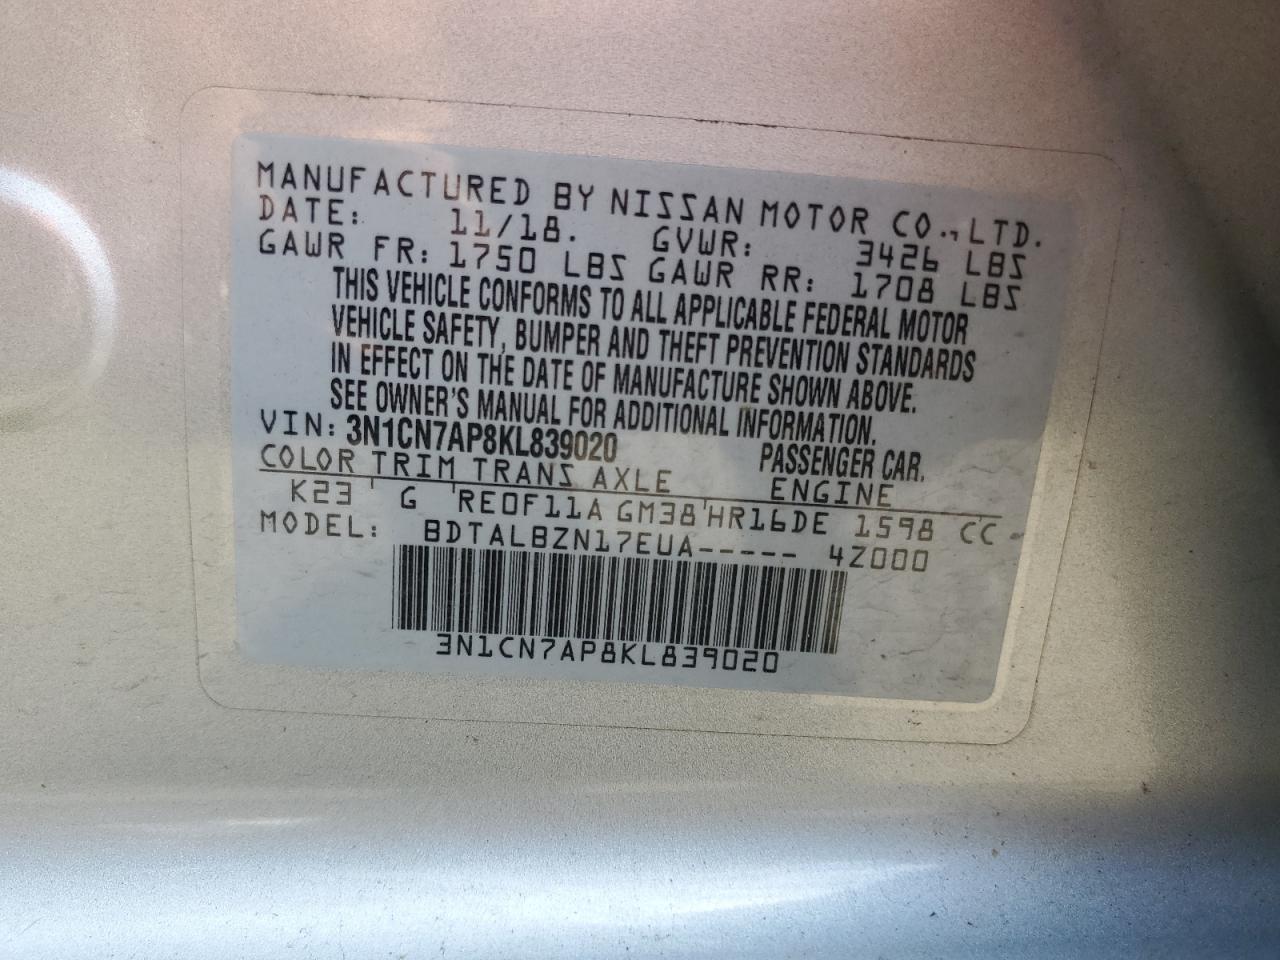 MANUFACTURED BY NISSAN MOTOR CO., LTD.
DATE: 11/18. GVWR: 3426 LBS
GAWR FR: 1750 LBS GAWR RR: 1708 LBS
THIS VEHICLE CONFORMS TO ALL APPLICABLE FEDERAL MOTOR
VEHICLE SAFETY, BUMPER AND THEFT PREVENTION STANDARDS
IN EFFECT ON THE DATE OF MANUFACTURE SHOWN ABOVE.
SEE OWNER'S MANUAL FOR ADDITIONAL INFORMATION.
VIN: 3N1CN7AP8KL839020 PASSENGER CAR.
COLOR TRIM TRANS AXLE ENGINE
K23 G RE0F11A GM38 HR16DE 1598 CC
MODEL: BDTALBZN17EUA----- 4Z000
3N1CN7AP8KL839020